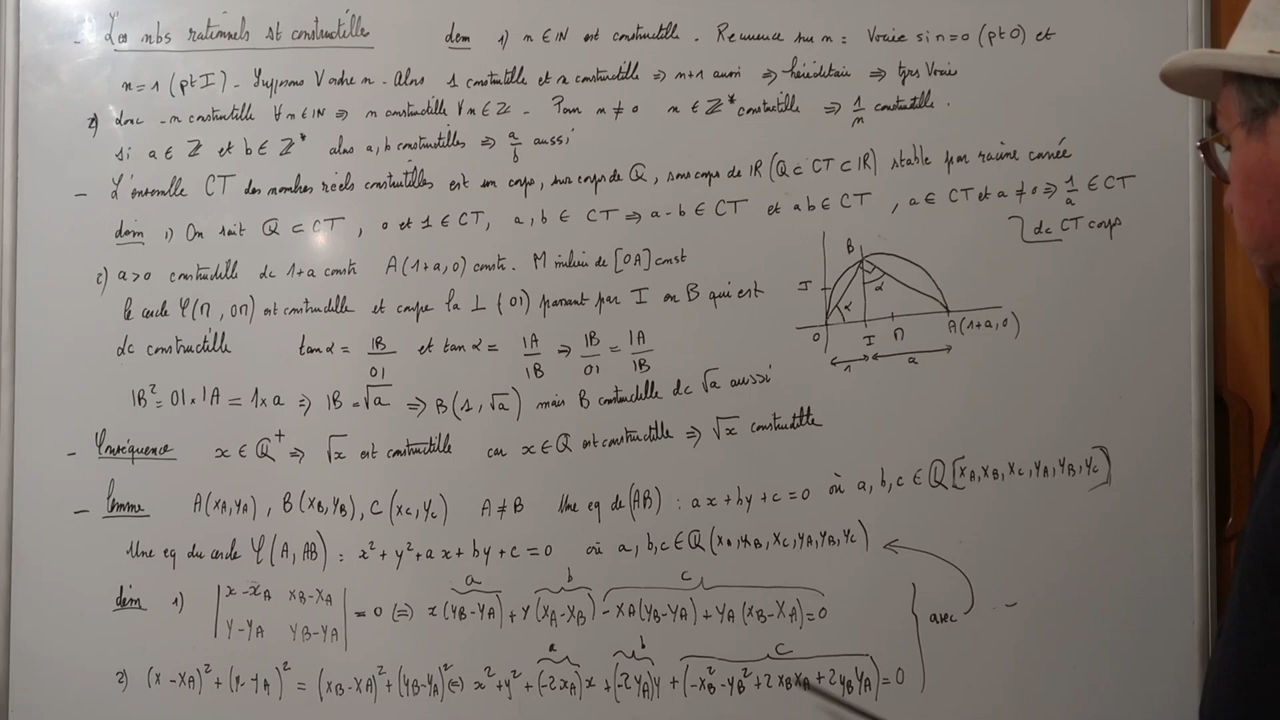 - Les nbs rationnels st constructible    dem 1) n ∈ IN est constructible. Recurrence sur n : Vraie si n=0 (pt O) et
n=1 (pt I) - Supposons Vraie n - Alors 1 constructible et n constructible ⇒ n+1 aussi ⇒ héréditaire ⇒ tjrs Vraie
2) donc -n constructible ∀n ∈ IN ⇒ n constructible ∀n ∈ Z - Pour n ≠ 0 n ∈ Z* constructible ⇒ 1/n constructible.
si a ∈ Z et b ∈ Z* alors a, b constructibles ⇒ a/b aussi
- L'ensemble CT des nombres réels constructibles est un corps, sur corps de Q, sous corps de IR (Q ⊂ CT ⊂ IR) stable par racine carrée
dem 1) On sait Q ⊂ CT, 0 et 1 ∈ CT, a, b ∈ CT ⇒ a-b ∈ CT et ab ∈ CT, a ∈ CT et a ≠ 0 ⇒ 1/a ∈ CT
dc CT corps
2) a>0 constructible dc 1+a constr A(1+a,0) constr. M milieu de [OA] const
le cercle 𝒞(M, OM) est constructible et coupe la ⊥ (OI) passant par I en B qui est
dc constructible    tan α = IB/OI et tan α = IA/IB ⇒ IB/OI = IA/IB
IB² = OI × IA = 1×a ⇒ IB = √a ⇒ B(1, √a) mais B constructible dc √a aussi
J B α α O I M A(1+a,0) 1 a
- Conséquence    x ∈ Q⁺ ⇒ √x est constructible car x ∈ Q est constructible ⇒ √x constructible
- Lemme    A(xA, yA), B(xB, yB), C(xC, yC)    A ≠ B    Une eq de (AB) : ax + by + c = 0 où a, b, c ∈ Q[xA, xB, xC, yA, yB, yC]
Une eq du cercle 𝒞(A, AB) : x² + y² + ax + by + c = 0 où a, b, c ∈ Q(xA, xB, xC, yA, yB, yC)
a b c
dém 1) | x - xA  xB - xA | = 0 ⇔ x(yB - yA) + y(xA - xB) - xA(yB - yA) + yA(xB - xA) = 0
| y - yA  yB - yA |
avec
a b c
2) (x - xA)² + (y - yA)² = (xB - xA)² + (yB - yA)² ⇔ x² + y² + (-2xA)x + (-2yA)y + (-xB² - yB² + 2xBxA + 2yByA) = 0